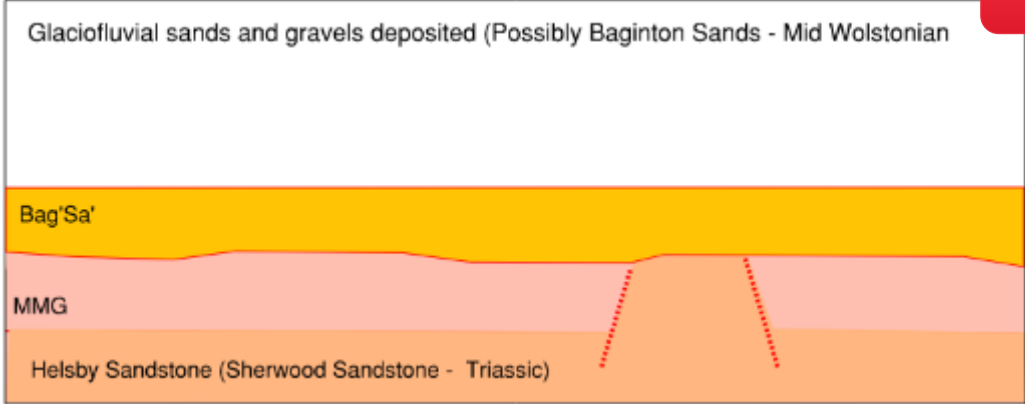 Glaciofluvial sands and gravels deposited (Possibly Baginton Sands - Mid Wolstonian
Bag'Sa'
MMG
Helsby Sandstone (Sherwood Sandstone - Triassic)